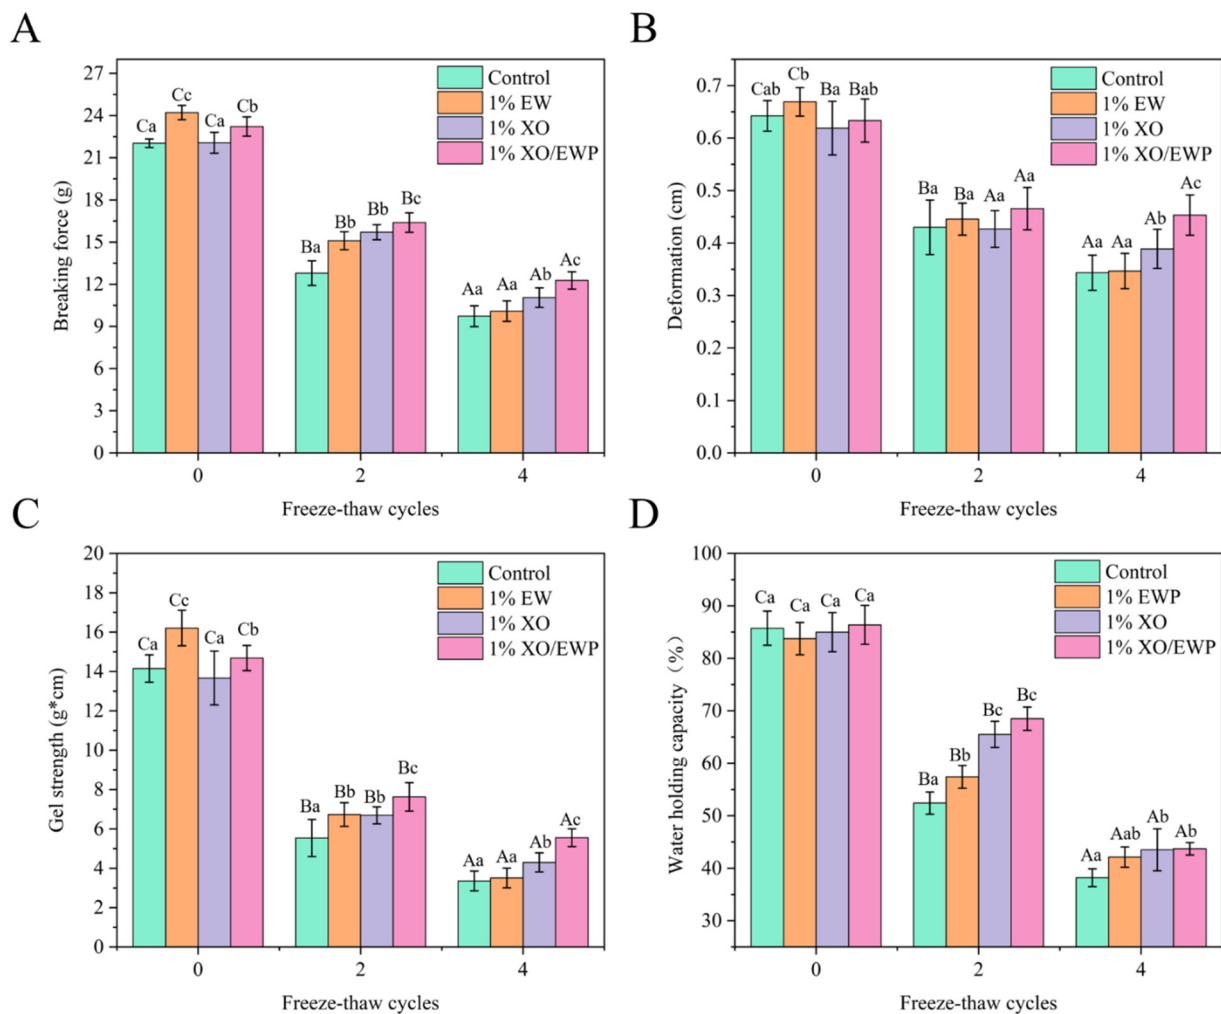 A
Breaking force (g)
27
24
21
18
15
12
9
6
3
0
Control
1% EW
1% XO
1% XO/EWP
Ca Cc Ca Cb
Ba Bb Bb Bc
Aa Aa Ab Ac
0 2 4
Freeze-thaw cycles
B
Deformation (cm)
0.7
0.6
0.5
0.4
0.3
0.2
0.1
0.0
Control
1% EW
1% XO
1% XO/EWP
Cab Cb Ba Bab
Ba Ba Aa Aa
Aa Aa Ab Ac
0 2 4
Freeze-thaw cycles
C
Gel strength (g*cm)
20
18
16
14
12
10
8
6
4
2
0
Control
1% EW
1% XO
1% XO/EWP
Ca Cc Ca Cb
Ba Bb Bb Bc
Aa Aa Ab Ac
0 2 4
Freeze-thaw cycles
D
Water holding capacity（%）
100
90
80
70
60
50
40
30
Control
1% EWP
1% XO
1% XO/EWP
Ca Ca Ca Ca
Ba Bb Bc Bc
Aa Aab Ab Ab
0 2 4
Freeze-thaw cycles